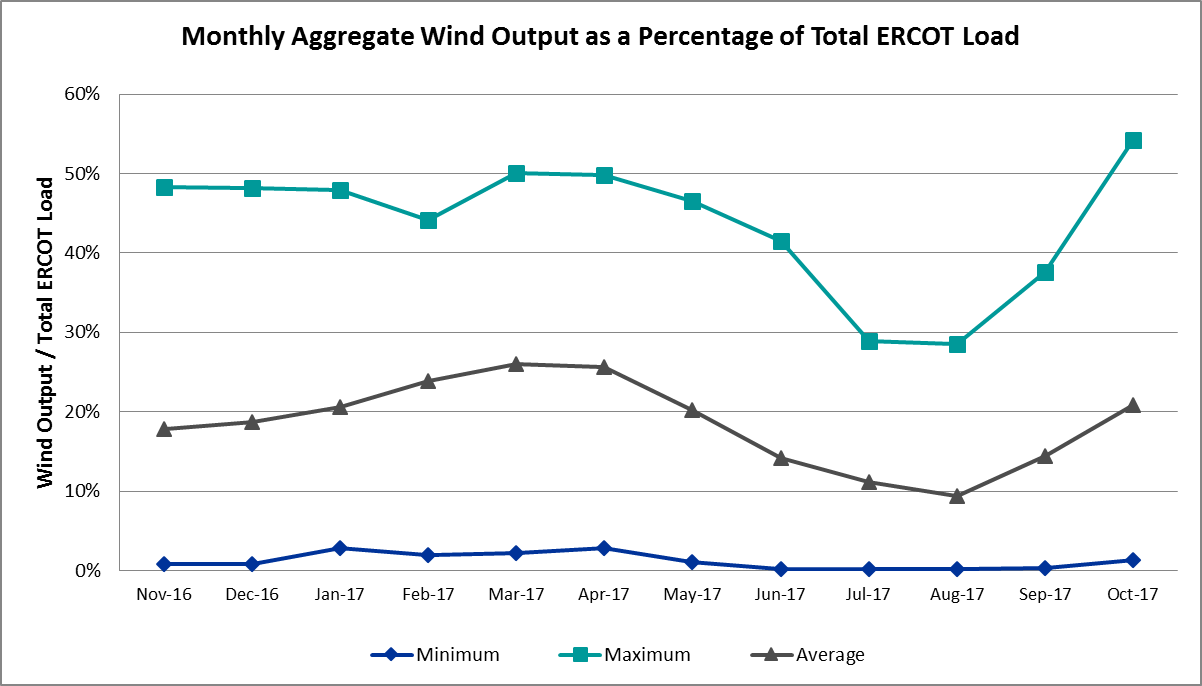 Monthly Aggregate Wind Output as a Percentage of Total ERCOT Load
Wind Output / Total ERCOT Load
60%
50%
40%
30%
20%
10%
0%
Nov-16 Dec-16 Jan-17 Feb-17 Mar-17 Apr-17 May-17 Jun-17 Jul-17 Aug-17 Sep-17 Oct-17
Minimum Maximum Average